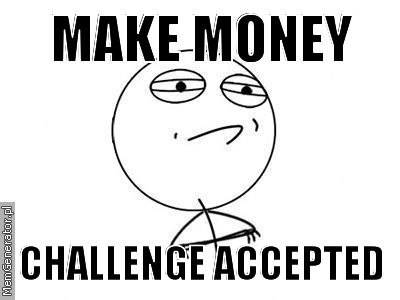 MAKE MONEY
CHALLENGE ACCEPTED
MemGenerator.pl